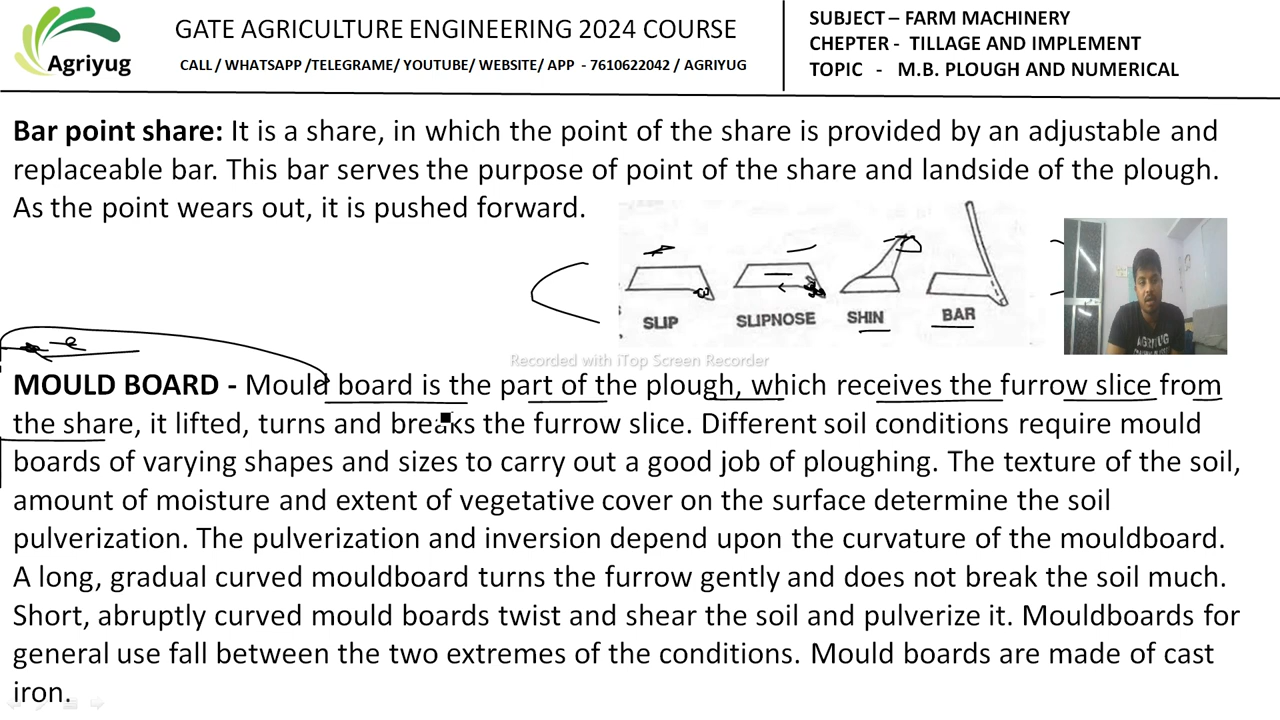 Agriyug
GATE AGRICULTURE ENGINEERING 2024 COURSE
CALL / WHATSAPP /TELEGRAME/ YOUTUBE/ WEBSITE/ APP - 7610622042 / AGRIYUG
SUBJECT – FARM MACHINERY
CHEPTER - TILLAGE AND IMPLEMENT
TOPIC - M.B. PLOUGH AND NUMERICAL
Bar point share: It is a share, in which the point of the share is provided by an adjustable and
replaceable bar. This bar serves the purpose of point of the share and landside of the plough.
As the point wears out, it is pushed forward.
SLIP SLIPNOSE SHIN BAR
AGRIYUG
Recorded with iTop Screen Recorder
MOULD BOARD - Mould board is the part of the plough, which receives the furrow slice from
the share, it lifted, turns and breaks the furrow slice. Different soil conditions require mould
boards of varying shapes and sizes to carry out a good job of ploughing. The texture of the soil,
amount of moisture and extent of vegetative cover on the surface determine the soil
pulverization. The pulverization and inversion depend upon the curvature of the mouldboard.
A long, gradual curved mouldboard turns the furrow gently and does not break the soil much.
Short, abruptly curved mould boards twist and shear the soil and pulverize it. Mouldboards for
general use fall between the two extremes of the conditions. Mould boards are made of cast
iron.